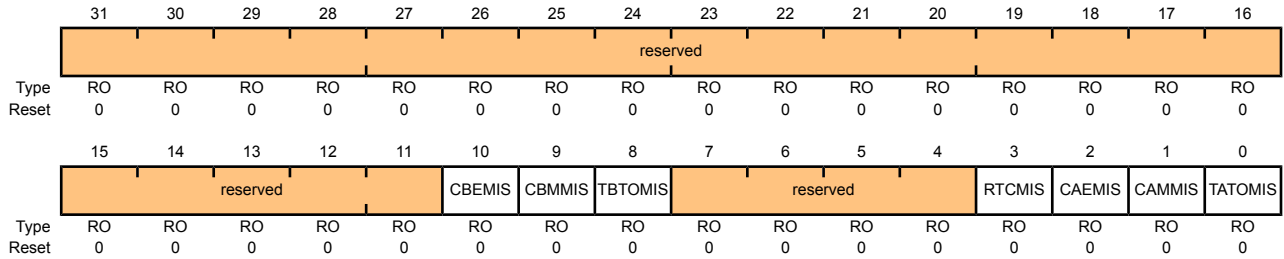 31 30 29 28 27 26 25 24 23 22 21 20 19 18 17 16
reserved
Type RO RO RO RO RO RO RO RO RO RO RO RO RO RO RO RO
Reset 0 0 0 0 0 0 0 0 0 0 0 0 0 0 0 0
15 14 13 12 11 10 9 8 7 6 5 4 3 2 1 0
reserved CBEMIS CBMMIS TBTOMIS reserved RTCMIS CAEMIS CAMMIS TATOMIS
Type RO RO RO RO RO RO RO RO RO RO RO RO RO RO RO RO
Reset 0 0 0 0 0 0 0 0 0 0 0 0 0 0 0 0